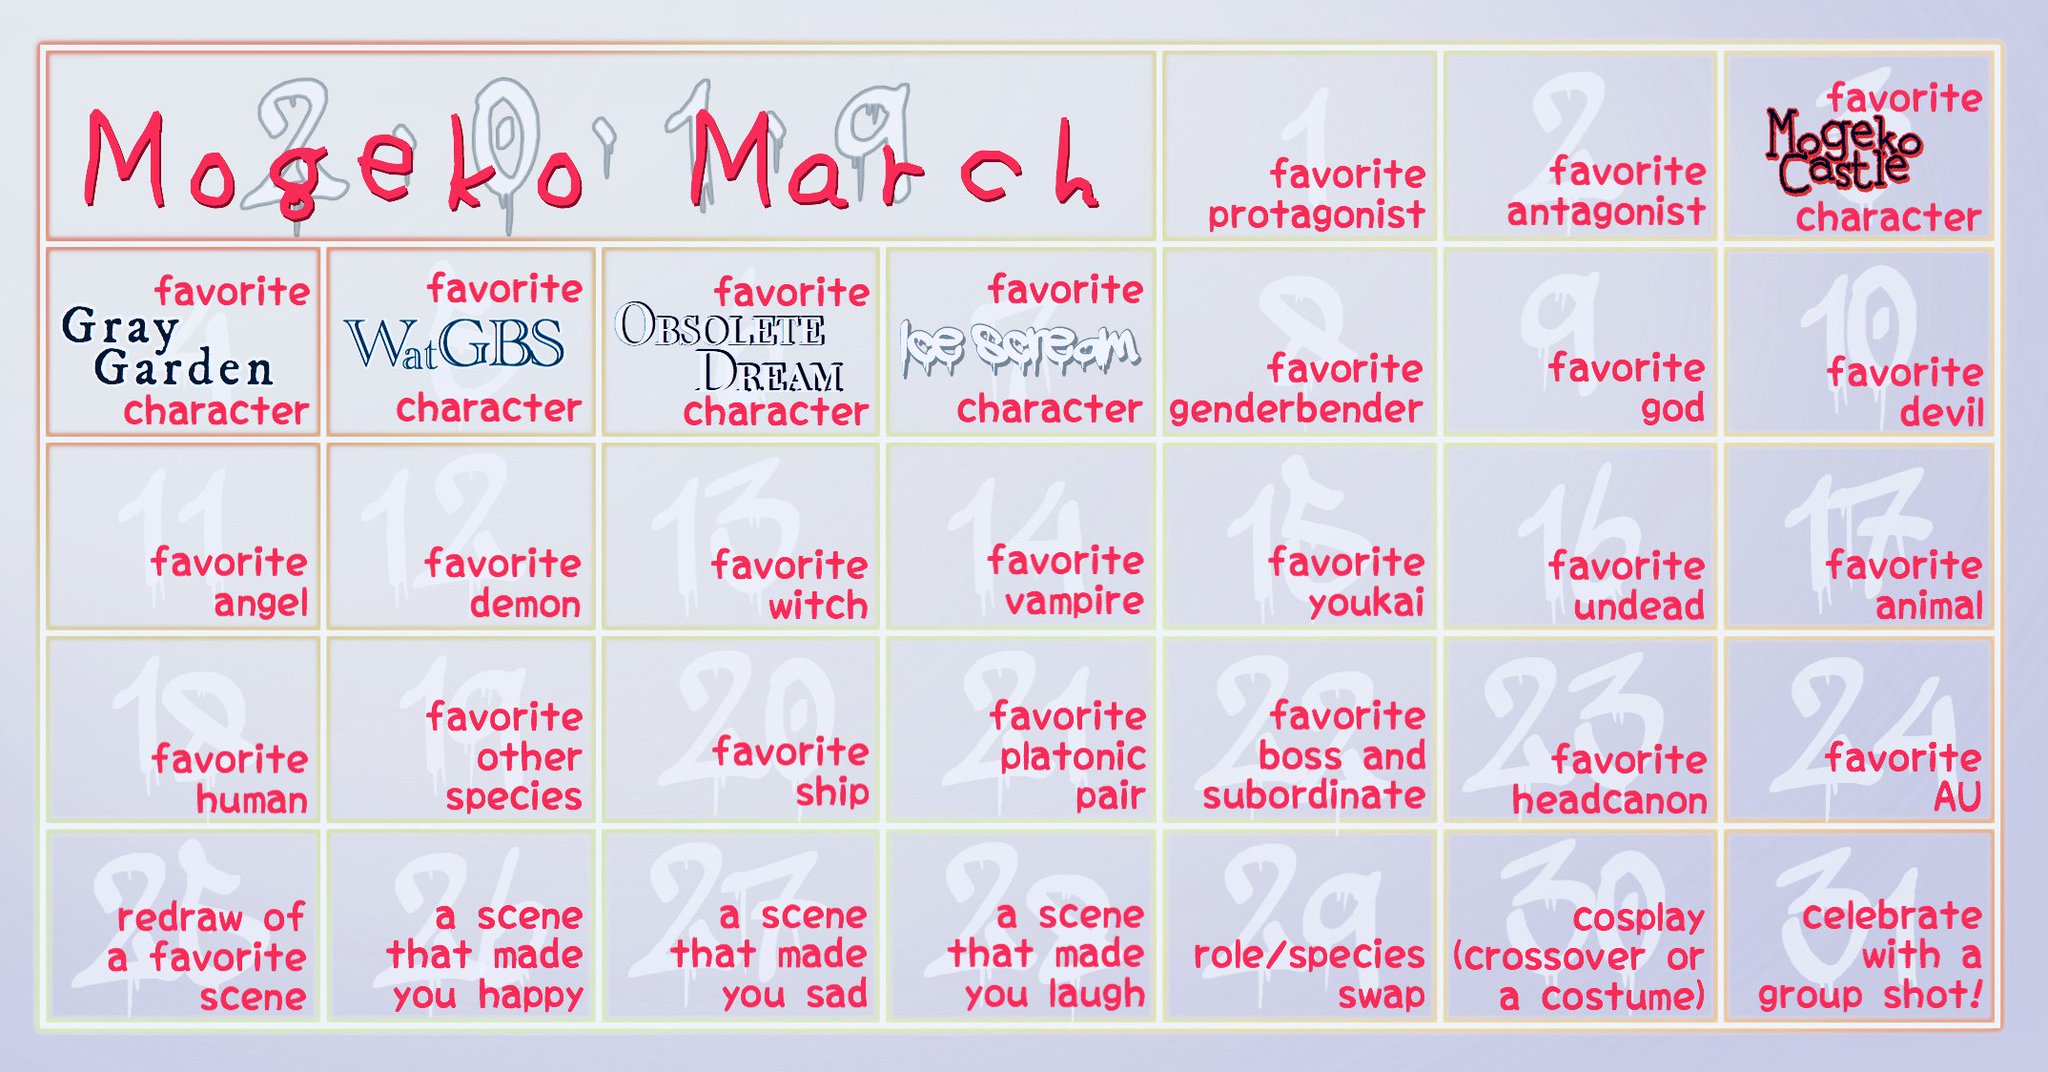 2.0.1.9
Mogeko March
1
favorite
protagonist
2
favorite
antagonist
3
favorite
Mogeko
Castle
character
4
favorite
Gray
Garden
character
favorite
WatGBS
character
favorite
Obsolete
Dream
character
7
favorite
Ice Scream
character
8
favorite
genderbender
9
favorite
god
10
favorite
devil
11
favorite
angel
12
favorite
demon
13
favorite
witch
14
favorite
vampire
15
favorite
youkai
16
favorite
undead
17
favorite
animal
18
favorite
human
19
favorite
other
species
20
favorite
ship
21
favorite
platonic
pair
22
favorite
boss and
subordinate
23
favorite
headcanon
24
favorite
AU
25
redraw of
a favorite
scene
26
a scene
that made
you happy
27
a scene
that made
you sad
28
a scene
that made
you laugh
29
role/species
swap
30
cosplay
(crossover or
a costume)
31
celebrate
with a
group shot!